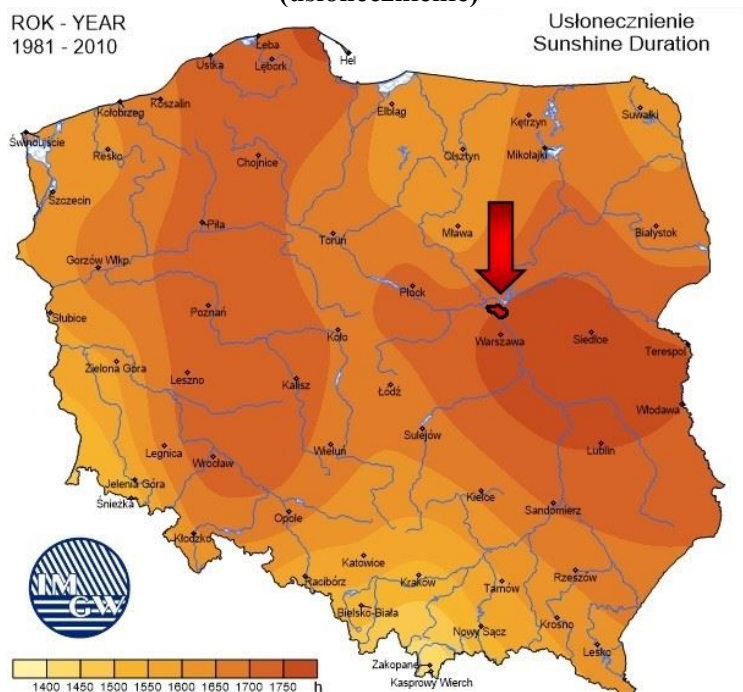 (usłonecznienie)
ROK - YEAR
1981 - 2010
Usłonecznienie
Sunshine Duration
Łeba
Ustka
Lębork
Hel
Koszalin
Kołobrzeg
Elbląg
Kętrzyn
Suwałki
Świnoujście
Resko
Chojnice
Olsztyn
Mikołajki
Szczecin
Piła
Toruń
Mława
Białystok
Gorzów Wlkp.
Płock
Słubice
Poznań
Koło
Warszawa
Siedlce
Terespol
Zielona Góra
Leszno
Kalisz
Łódź
Włodawa
Sulejów
Legnica
Wrocław
Wieluń
Lublin
Jelenia Góra
Śnieżka
Kielce
Opole
Sandomierz
Kłodzko
Katowice
Racibórz
Kraków
Tarnów
Rzeszów
Bielsko-Biała
Nowy Sącz
Krosno
Lesko
Zakopane
Kasprowy Wierch
IM
GW
1400 1450 1500 1550 1600 1650 1700 1750 h